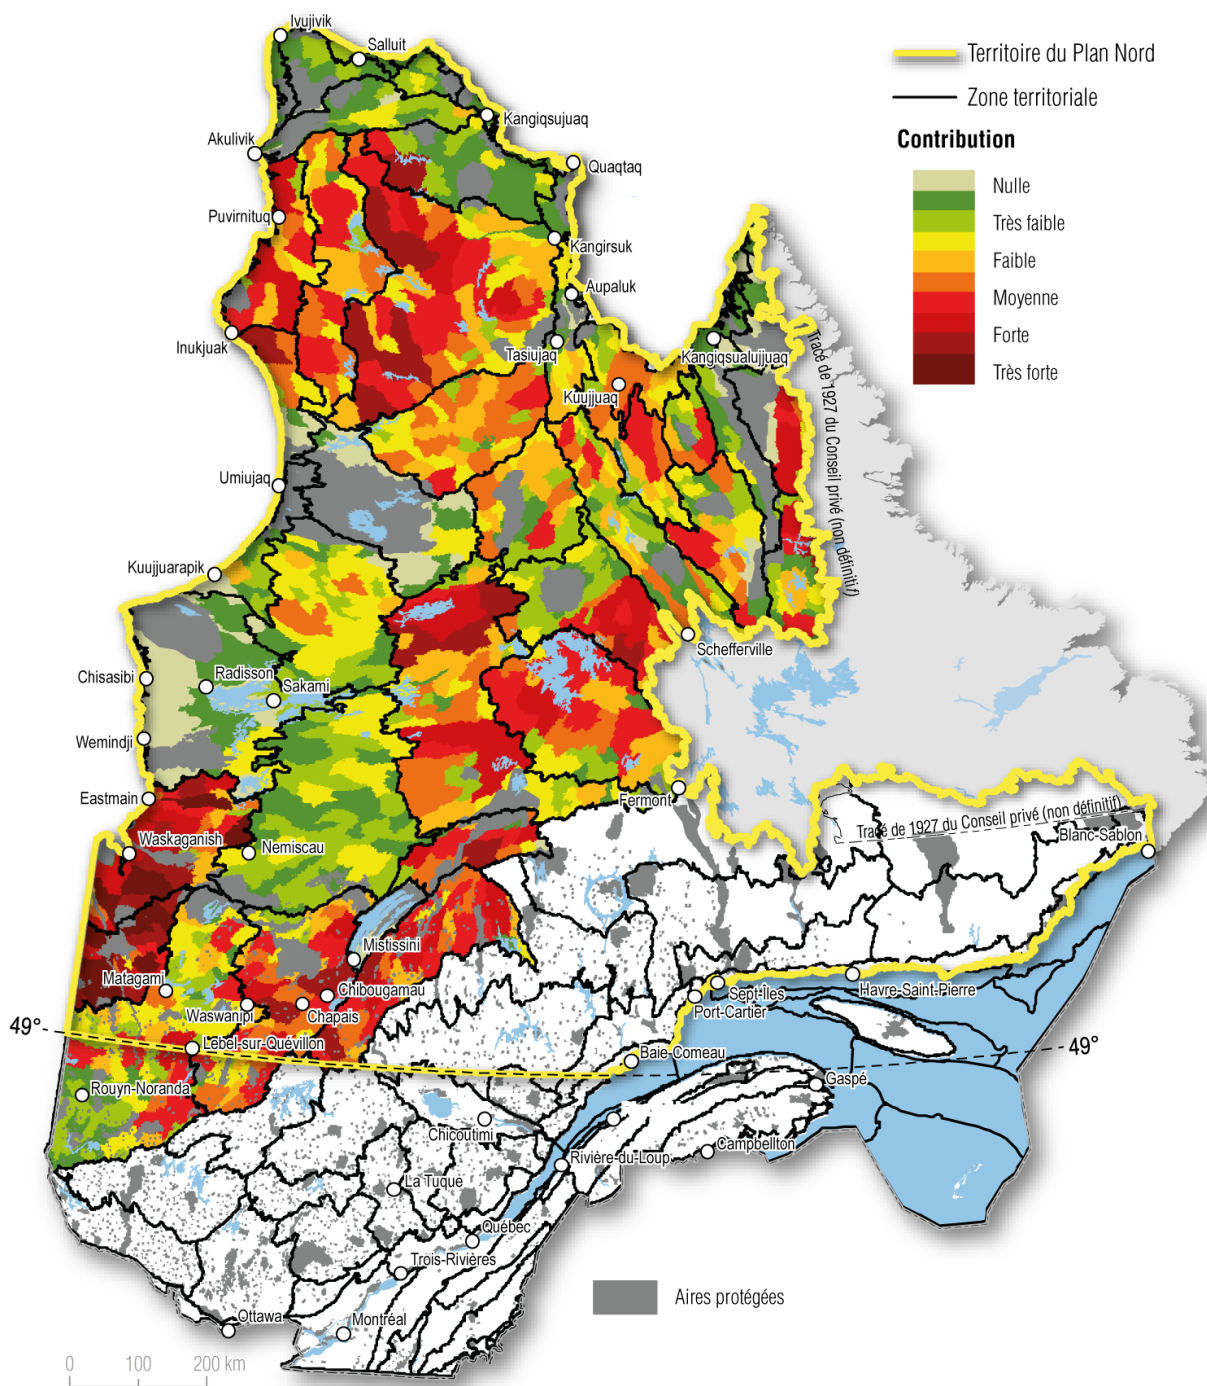 Ivujivik
Salluit
Territoire du Plan Nord
Zone territoriale
Kangiqsujuaq
Contribution
Akulivik
Quaqtaq
Nulle
Puvirnituq
Très faible
Kangirsuk
Faible
Aupaluk
Moyenne
Inukjuak
Tasiujaq
Kangiqsualujjuaq
Forte
Très forte
Kuujjuaq
Tracé de 1927 du Conseil privé (non définitif)
Umiujaq
Kuujjuarapik
Schefferville
Chisasibi
Radisson
Sakami
Wemindji
Eastmain
Fermont
Tracé de 1927 du Conseil privé (non définitif)
Waskaganish
Nemiscau
Blanc-Sablon
Mistissini
Matagami
Chibougamau
Sept-Îles
Havre-Saint-Pierre
Waswanipi
Chapais
Port-Cartier
49°
Lebel-sur-Quévillon
Baie-Comeau
49°
Rouyn-Noranda
Gaspé
Chicoutimi
Campbellton
Rivière-du-Loup
La Tuque
Québec
Trois-Rivières
Aires protégées
Ottawa
Montréal
0 100 200 km